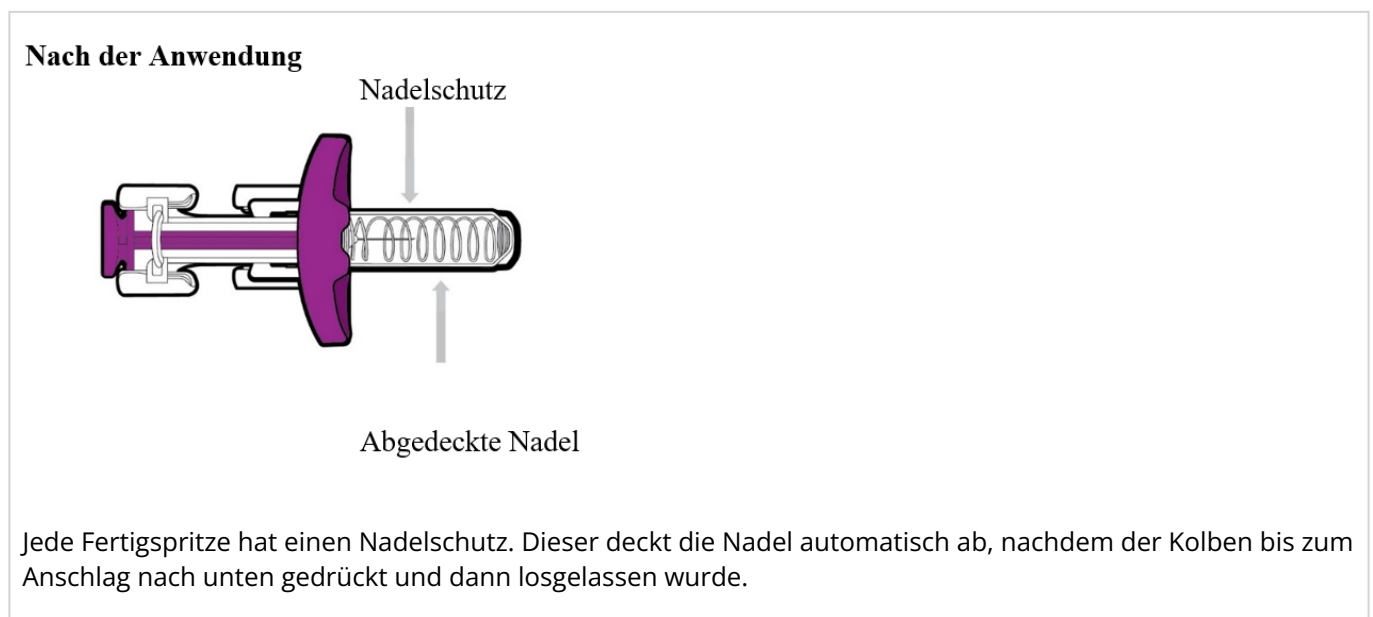 Nach der Anwendung
Nadelschutz
Abgedeckte Nadel
Jede Fertigspritze hat einen Nadelschutz. Dieser deckt die Nadel automatisch ab, nachdem der Kolben bis zum
Anschlag nach unten gedrückt und dann losgelassen wurde.